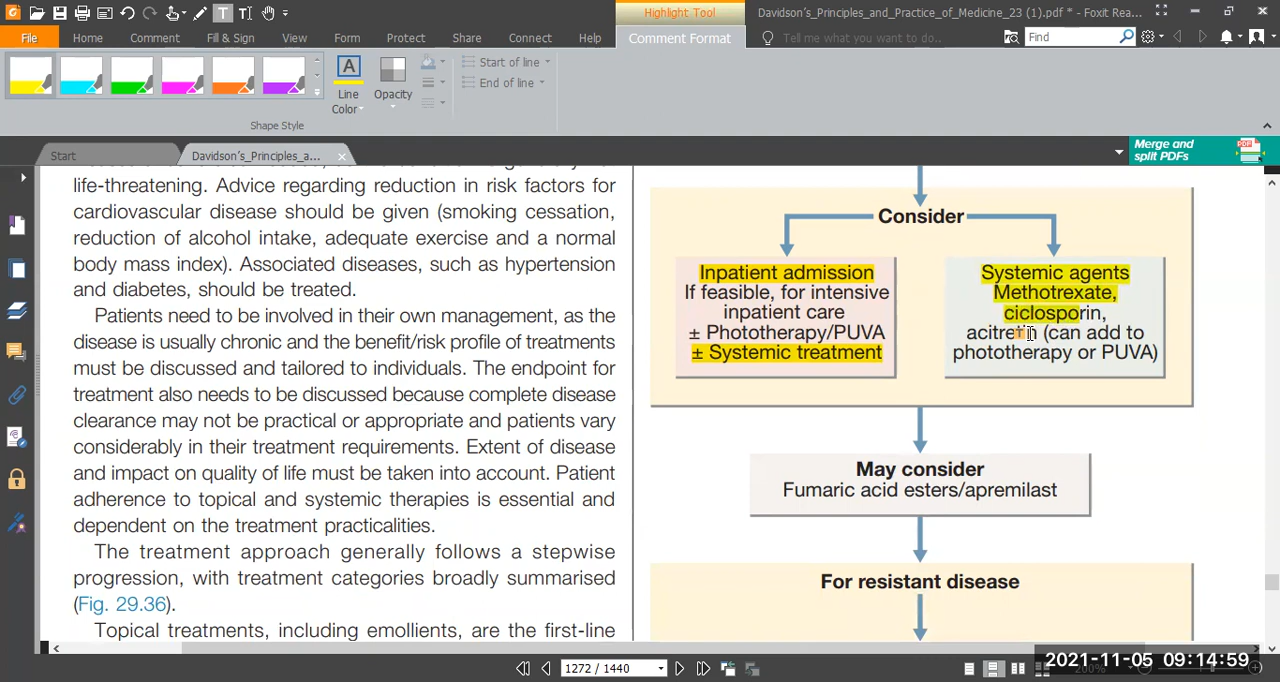 Highlight Tool
Davidson's_Principles_and_Practice_of_Medicine_23 (1).pdf * - Foxit Rea...
File
Home
Comment
Fill & Sign
View
Form
Protect
Share
Connect
Help
Comment Format
Tell me what you want to do..
Find
Line
Color
Opacity
Start of line
End of line
Shape Style
Start
Davidson's_Principles_a...
Merge and
split PDFs
life-threatening. Advice regarding reduction in risk factors for
cardiovascular disease should be given (smoking cessation,
reduction of alcohol intake, adequate exercise and a normal
body mass index). Associated diseases, such as hypertension
and diabetes, should be treated.
Patients need to be involved in their own management, as the
disease is usually chronic and the benefit/risk profile of treatments
must be discussed and tailored to individuals. The endpoint for
treatment also needs to be discussed because complete disease
clearance may not be practical or appropriate and patients vary
considerably in their treatment requirements. Extent of disease
and impact on quality of life must be taken into account. Patient
adherence to topical and systemic therapies is essential and
dependent on the treatment practicalities.
The treatment approach generally follows a stepwise
progression, with treatment categories broadly summarised
(Fig. 29.36).
Topical treatments, including emollients, are the first-line
Consider
Inpatient admission
If feasible, for intensive
inpatient care
± Phototherapy/PUVA
± Systemic treatment
Systemic agents
Methotrexate,
ciclosporin,
acitretin (can add to
phototherapy or PUVA)
May consider
Fumaric acid esters/apremilast
For resistant disease
1272 / 1440
2021-11-05 09:14:59
200%